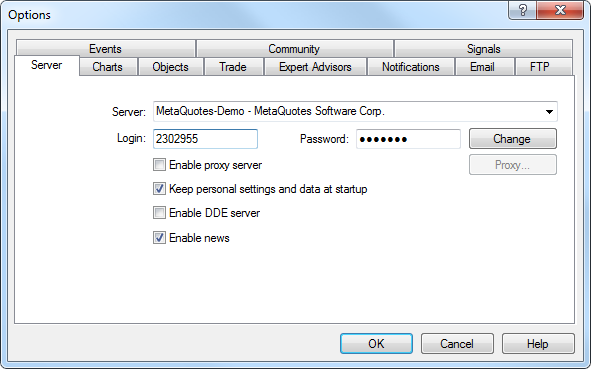 Options
Events Community Signals
Server Charts Objects Trade Expert Advisors Notifications Email FTP
Server: MetaQuotes-Demo - MetaQuotes Software Corp.
Login: 2302955 Password: ●●●●●●● Change
Enable proxy server Proxy...
Keep personal settings and data at startup
Enable DDE server
Enable news
OK Cancel Help